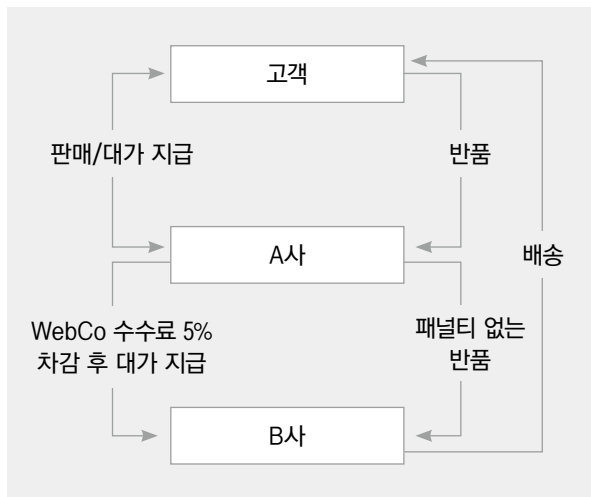 고객
판매/대가 지급
반품
A사
배송
WebCo 수수료 5%
차감 후 대가 지급
패널티 없는
반품
B사